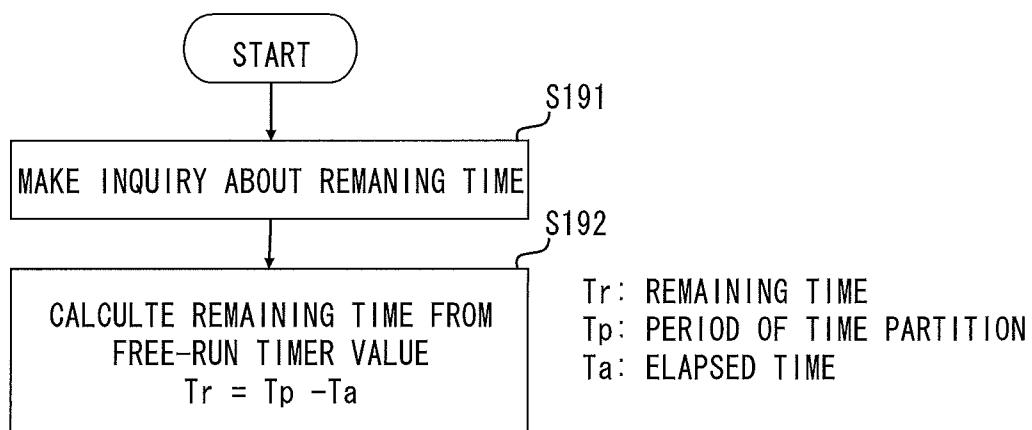 START
S191
MAKE INQUIRY ABOUT REMANING TIME
S192
CALCULTE REMAINING TIME FROM
FREE-RUN TIMER VALUE
Tr = Tp -Ta
Tr: REMAINING TIME
Tp: PERIOD OF TIME PARTITION
Ta: ELAPSED TIME